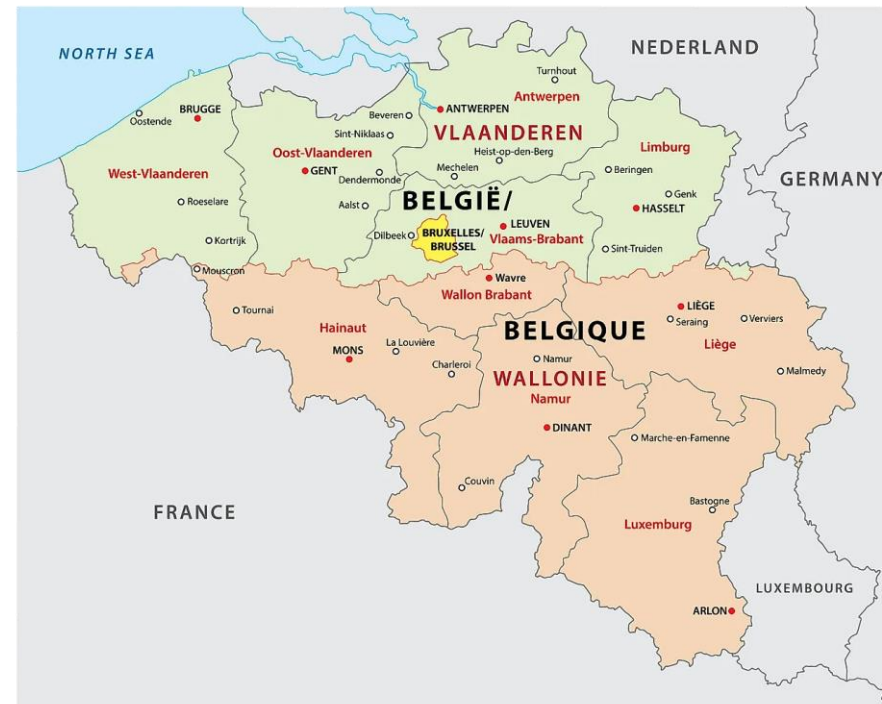 NORTH SEA
NEDERLAND
Turnhout
Antwerpen
BRUGGE
Oostende
Beveren
ANTWERPEN
Sint-Niklaas
VLAANDEREN
Oost-Vlaanderen
Heist-op-den-Berg
Limburg
West-Vlaanderen
GENT
Mechelen
Beringen
GERMANY
Dendermonde
Genk
Roeselare
Aalst
BELGIË/
HASSELT
LEUVEN
Dilbeek
BRUXELLES/
BRUSSEL
Vlaams-Brabant
Kortrijk
Sint-Truiden
Mouscron
Wavre
Wallon Brabant
Tournai
LIÈGE
Seraing
Verviers
Hainaut
BELGIQUE
La Louvière
Liège
MONS
Namur
Charleroi
Malmedy
WALLONIE
Namur
DINANT
Marche-en-Famenne
Couvin
Bastogne
FRANCE
Luxemburg
LUXEMBOURG
ARLON